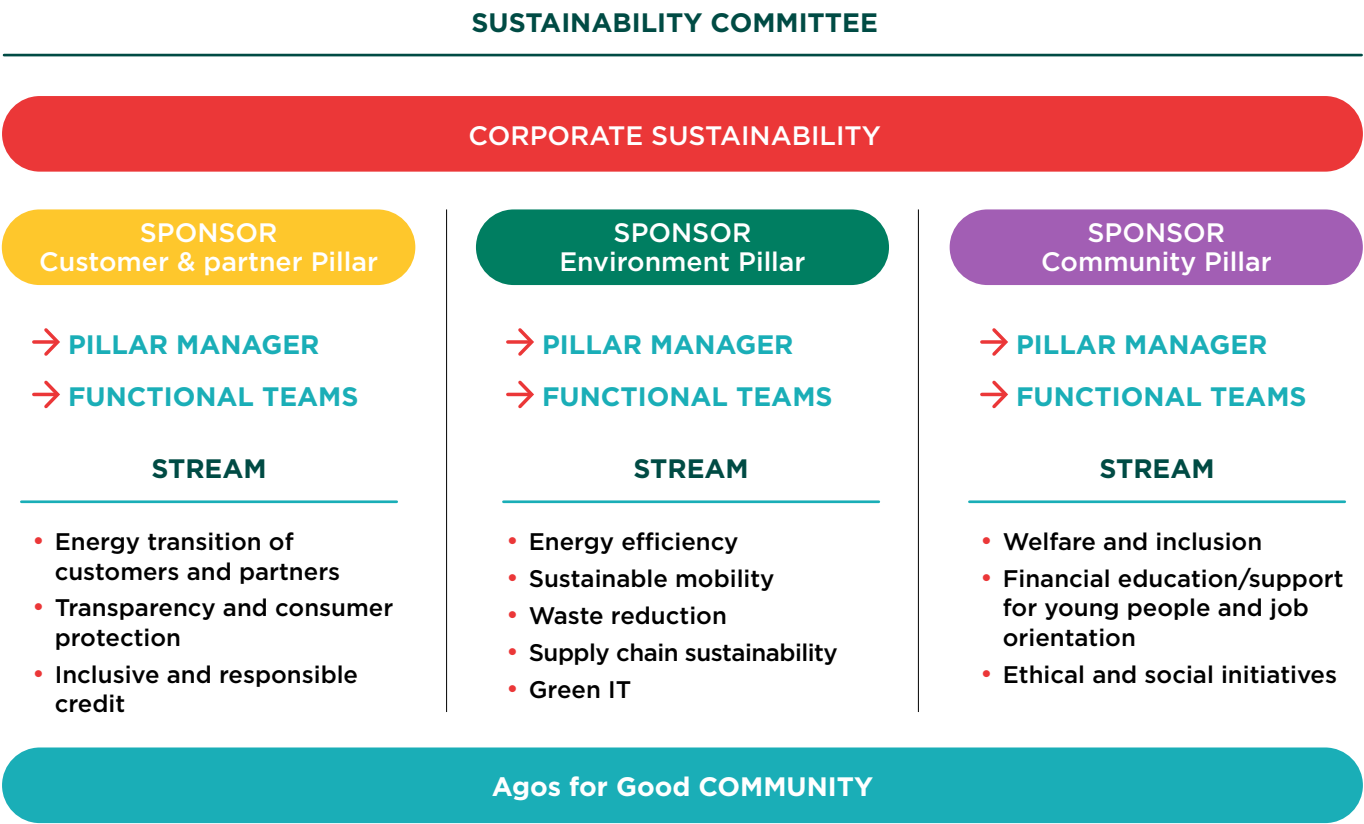 SUSTAINABILITY COMMITTEE
CORPORATE SUSTAINABILITY
SPONSOR
Customer & partner Pillar
→ PILLAR MANAGER
→ FUNCTIONAL TEAMS
STREAM
• Energy transition of
customers and partners
• Transparency and consumer
protection
• Inclusive and responsible
credit
SPONSOR
Environment Pillar
→ PILLAR MANAGER
→ FUNCTIONAL TEAMS
STREAM
• Energy efficiency
• Sustainable mobility
• Waste reduction
• Supply chain sustainability
• Green IT
SPONSOR
Community Pillar
→ PILLAR MANAGER
→ FUNCTIONAL TEAMS
STREAM
• Welfare and inclusion
• Financial education/support
for young people and job
orientation
• Ethical and social initiatives
Agos for Good COMMUNITY